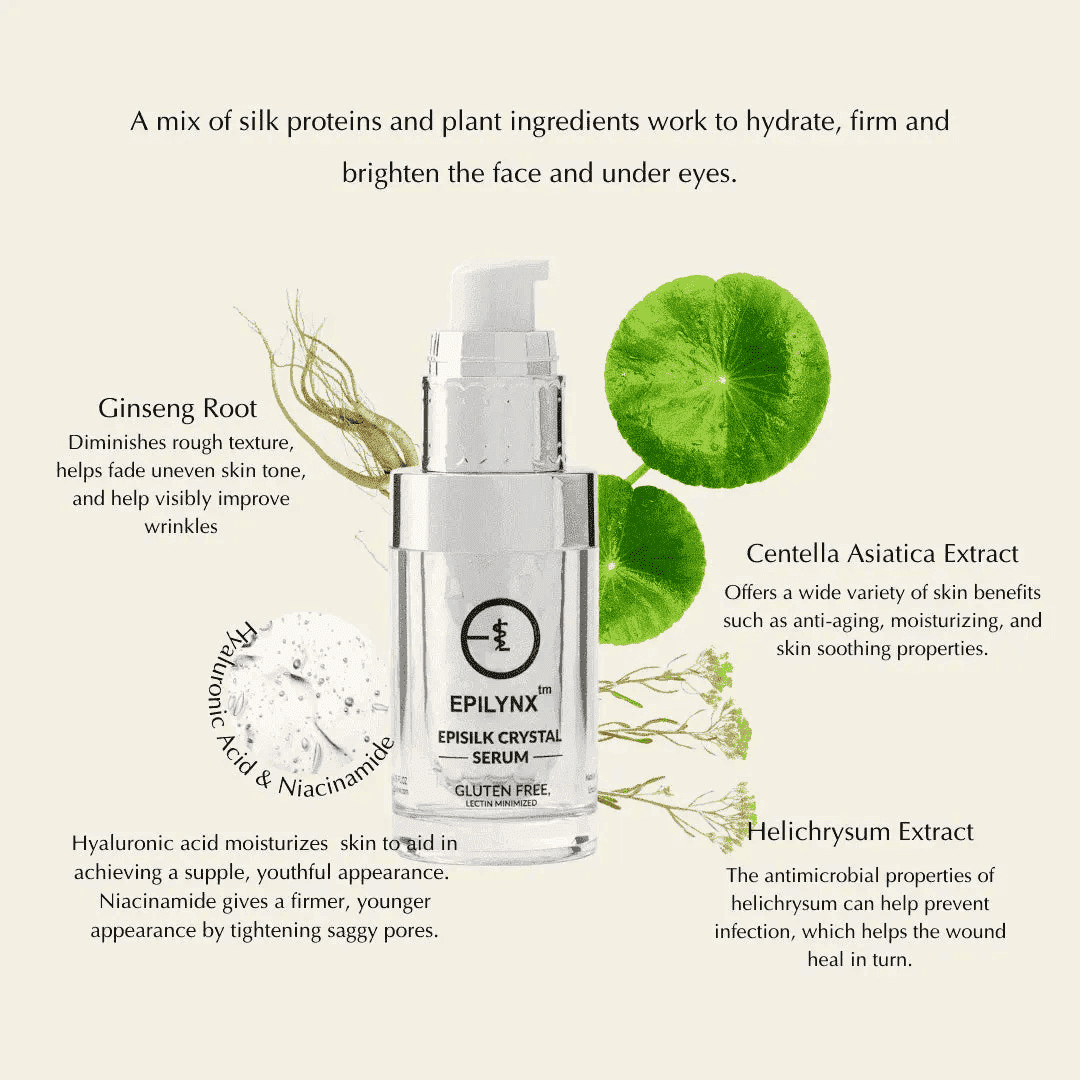 A mix of silk proteins and plant ingredients work to hydrate, firm and
brighten the face and under eyes.
Ginseng Root
Diminishes rough texture,
helps fade uneven skin tone,
and help visibly improve
wrinkles
Centella Asiatica Extract
Offers a wide variety of skin benefits
such as anti-aging, moisturizing, and
skin soothing properties.
Hyaluronic Acid & Niacinamide
EPILYNX tm
EPISILK CRYSTAL
SERUM
GLUTEN FREE,
LECTIN MINIMIZED
Hyaluronic acid moisturizes  skin to aid in
achieving a supple, youthful appearance.
Niacinamide gives a firmer, younger
appearance by tightening saggy pores.
Helichrysum Extract
The antimicrobial properties of
helichrysum can help prevent
infection, which helps the wound
heal in turn.